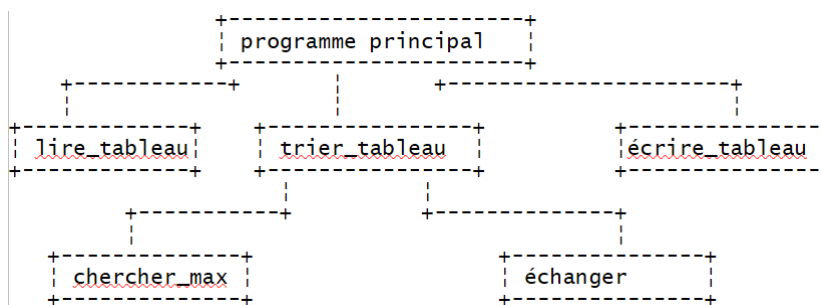 programme principal
lire_tableau trier_tableau écrire_tableau
chercher_max échanger